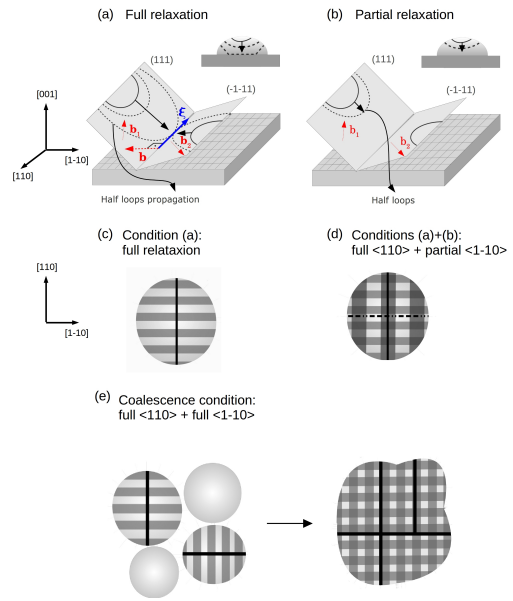 (a) Full relaxation
(b) Partial relaxation
(111)
(-1-11)
[001]
[1-10]
[110]
b1
b
b2
ξ
Half loops propagation
(111)
(-1-11)
b1
b2
Half loops
(c) Condition (a):
full relataxion
(d) Conditions (a)+(b):
full <110> + partial <1-10>
[110]
[1-10]
(e) Coalescence condition:
full <110> + full <1-10>